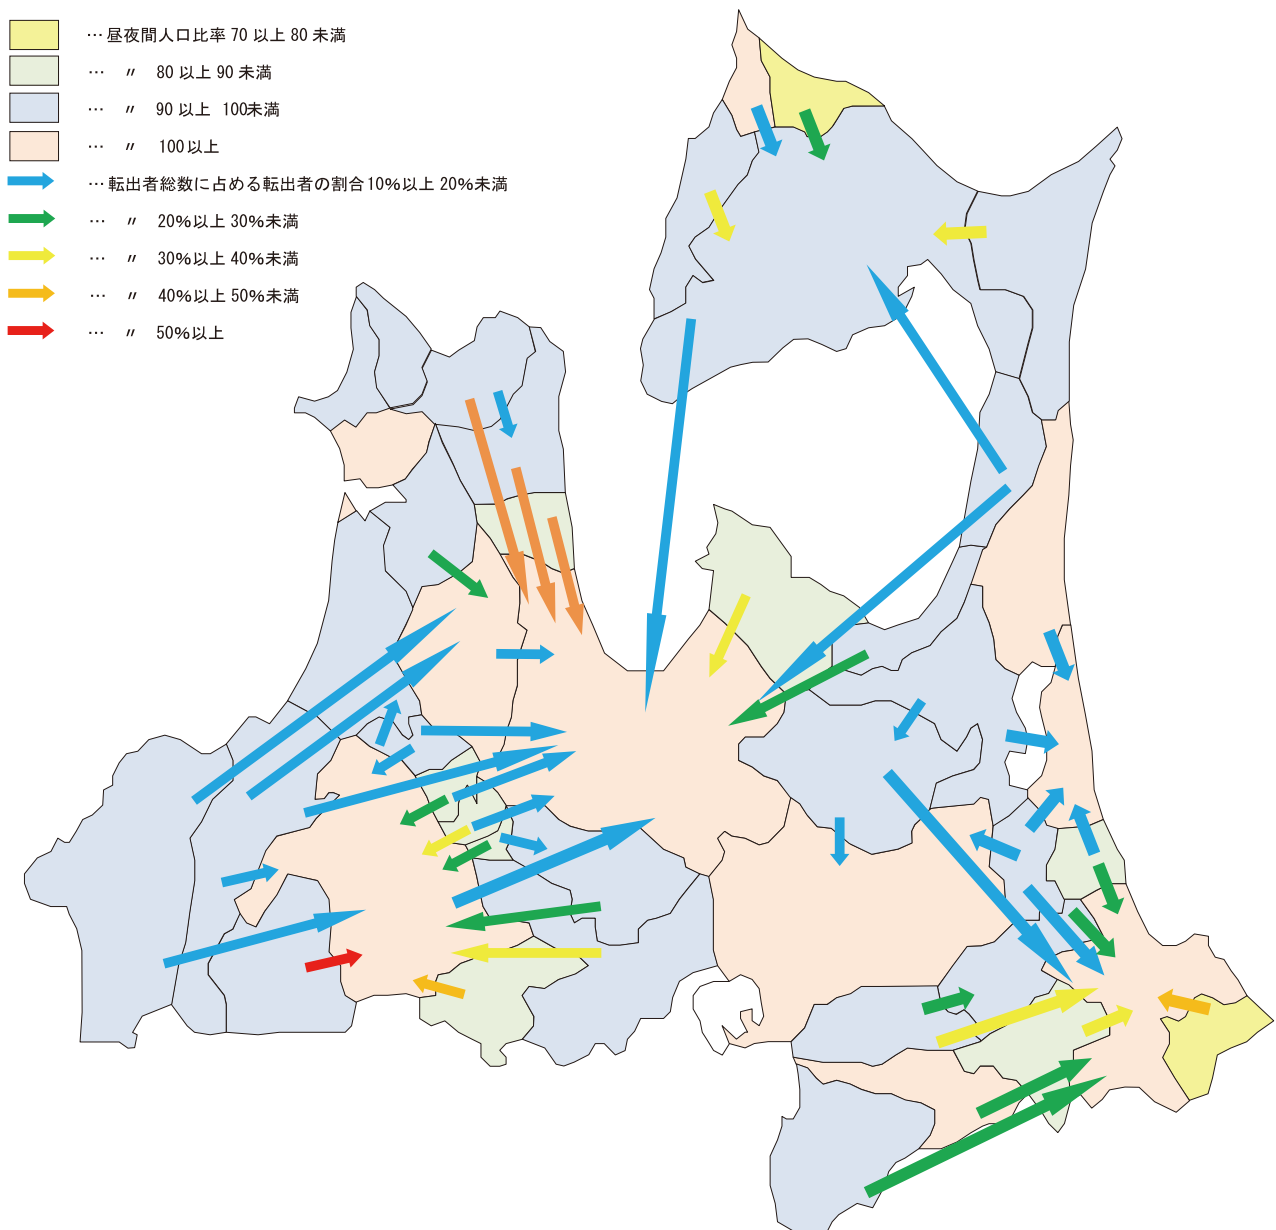 …昼夜間人口比率 70 以上 80 未満
… 〃 80 以上 90 未満
… 〃 90 以上 100未満
… 〃 100以上
…転出者総数に占める転出者の割合 10%以上 20%未満
… 〃 20%以上 30%未満
… 〃 30%以上 40%未満
… 〃 40%以上 50%未満
… 〃 50%以上